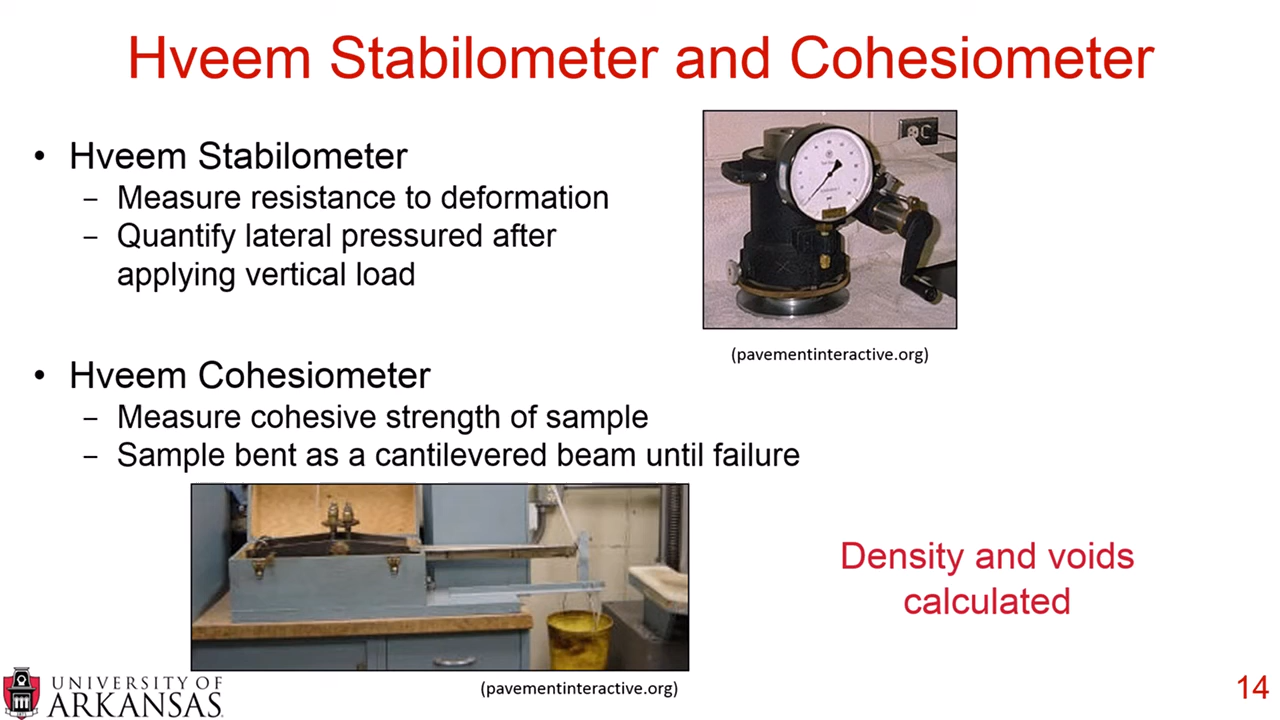 Hveem Stabilometer and Cohesiometer
• Hveem Stabilometer
– Measure resistance to deformation
– Quantify lateral pressured after
applying vertical load
(pavementinteractive.org)
• Hveem Cohesiometer
– Measure cohesive strength of sample
– Sample bent as a cantilevered beam until failure
Density and voids
calculated
(pavementinteractive.org)
UNIVERSITY OF
ARKANSAS
14